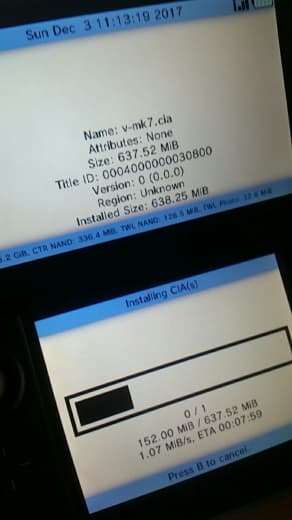 Sun Dec 3 11:13:19 2017
Name: v-mk7.cia
Attributes: None
Size: 637.52 MiB
Title ID: 0004000000030800
Version: 0 (0.0.0)
Region: Unknown
Installed Size: 638.25 MiB
GiB, CTR NAND: 336.4 MiB, TWL NAND: 128.5 MiB, TWL Photo: MiB
Installing CIA(s)
0 / 1
152.00 MiB / 637.52 MiB
1.07 MiB/s, ETA 00:07:59
Press B to cancel